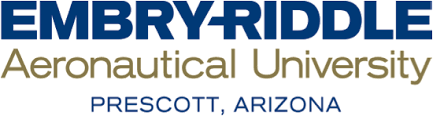 EMBRY-RIDDLE
Aeronautical University
PRESCOTT, ARIZONA